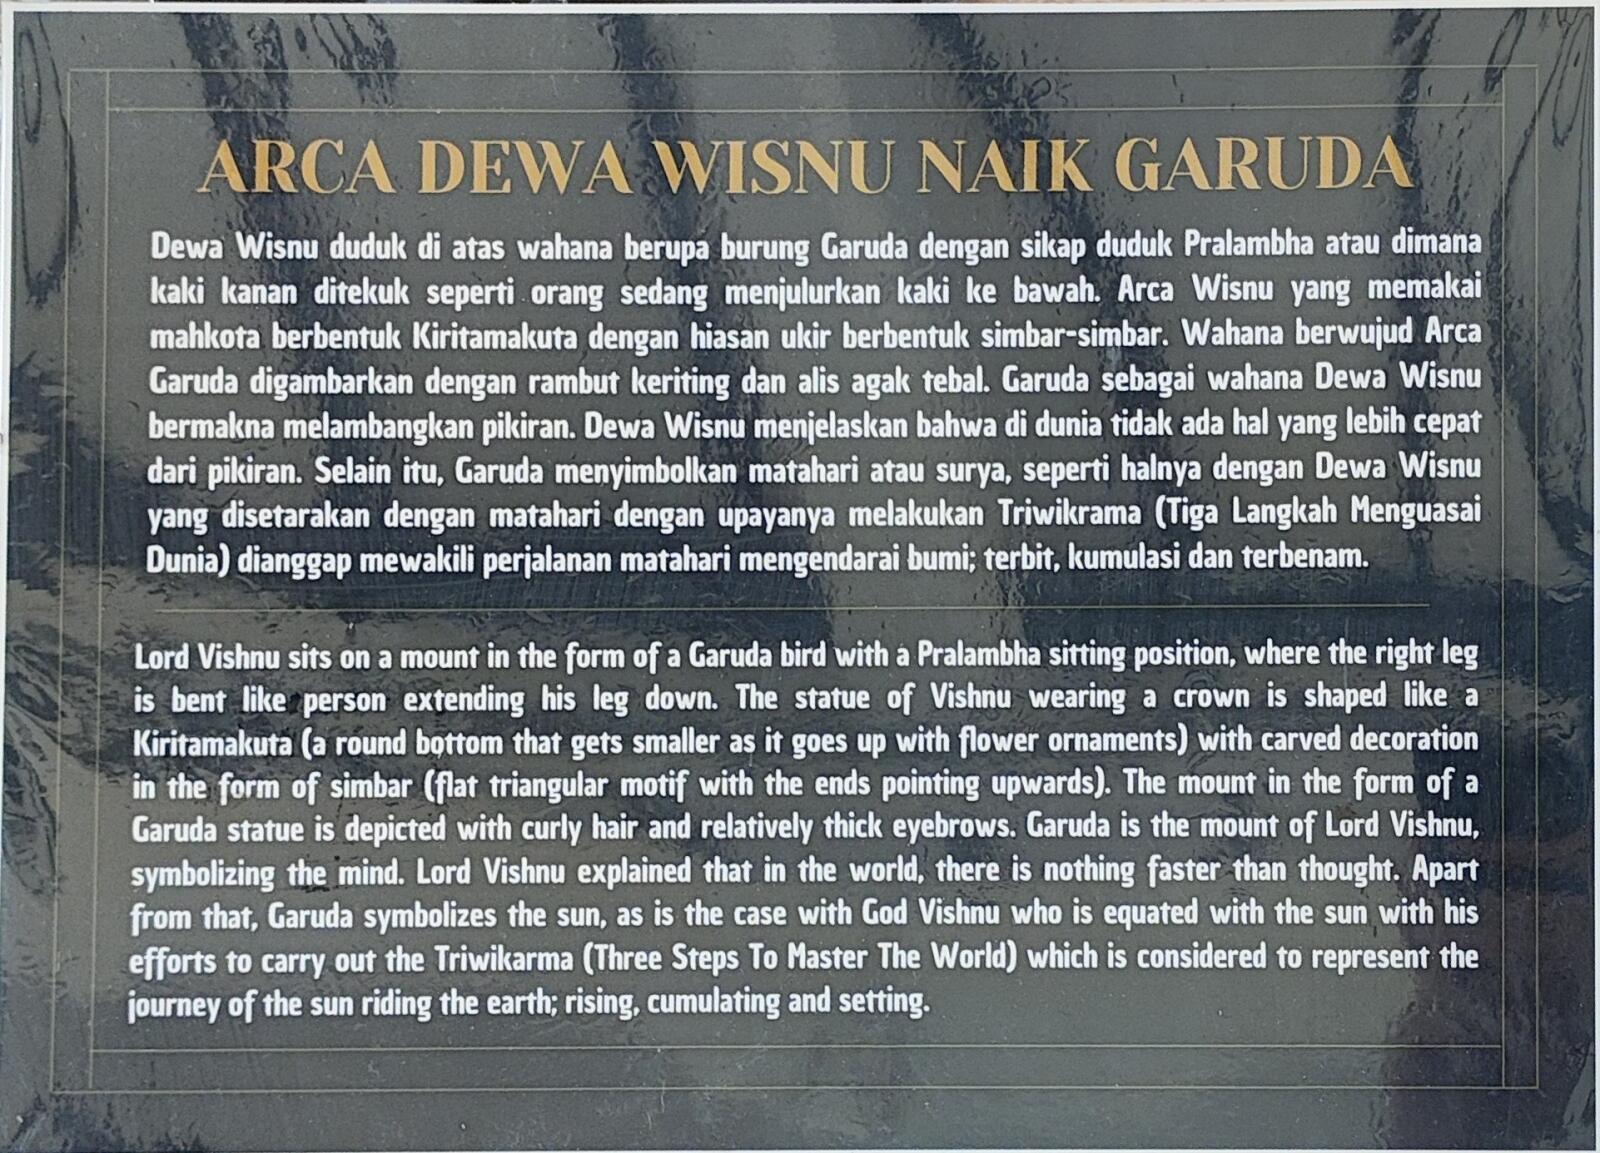 ARCA DEWA WISNU NAIK GARUDA
Dewa Wisnu duduk di atas wahana berupa burung Garuda dengan sikap duduk Pralambha atau dimana
kaki kanan ditekuk seperti orang sedang menjulurkan kaki ke bawah. Arca Wisnu yang memakai
mahkota berbentuk Kiritamakuta dengan hiasan ukir berbentuk simbar-simbar. Wahana berwujud Arca
Garuda digambarkan dengan rambut keriting dan alis agak tebal. Garuda sebagai wahana Dewa Wisnu
bermakna melambangkan pikiran. Dewa Wisnu menjelaskan bahwa di dunia tidak ada hal yang lebih cepat
dari pikiran. Selain itu, Garuda menyimbolkan matahari atau surya, seperti halnya dengan Dewa Wisnu
yang disetarakan dengan matahari dengan upayanya melakukan Triwikrama (Tiga Langkah Menguasai
Dunia) dianggap mewakili perjalanan matahari mengendarai bumi; terbit, kumulasi dan terbenam.
Lord Vishnu sits on a mount in the form of a Garuda bird with a Pralambha sitting position, where the right leg
is bent like person extending his leg down. The statue of Vishnu wearing a crown is shaped like a
Kiritamakuta (a round bottom that gets smaller as it goes up with flower ornaments) with carved decoration
in the form of simbar (flat triangular motif with the ends pointing upwards). The mount in the form of a
Garuda statue is depicted with curly hair and relatively thick eyebrows. Garuda is the mount of Lord Vishnu,
symbolizing the mind. Lord Vishnu explained that in the world, there is nothing faster than thought. Apart
from that, Garuda symbolizes the sun, as is the case with God Vishnu who is equated with the sun with his
efforts to carry out the Triwikarma (Three Steps To Master The World) which is considered to represent the
journey of the sun riding the earth; rising, cumulating and setting.